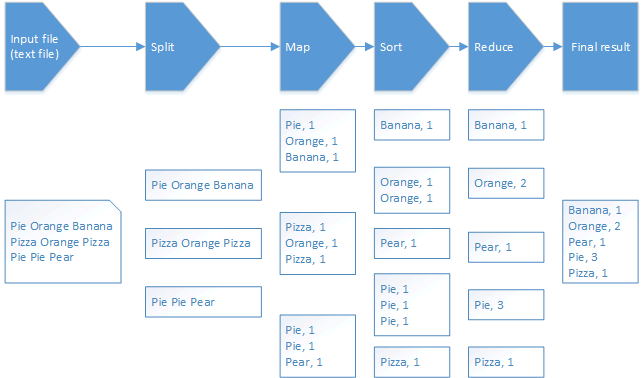 Input file
(text file)
Split
Map
Sort
Reduce
Final result
Pie Orange Banana
Pizza Orange Pizza
Pie Pie Pear
Pie Orange Banana
Pizza Orange Pizza
Pie Pie Pear
Pie, 1
Orange, 1
Banana, 1
Pizza, 1
Orange, 1
Pizza, 1
Pie, 1
Pie, 1
Pear, 1
Banana, 1
Orange, 1
Orange, 1
Pear, 1
Pie, 1
Pie, 1
Pie, 1
Pizza, 1
Banana, 1
Orange, 2
Pear, 1
Pie, 3
Pizza, 1
Banana, 1
Orange, 2
Pear, 1
Pie, 3
Pizza, 1